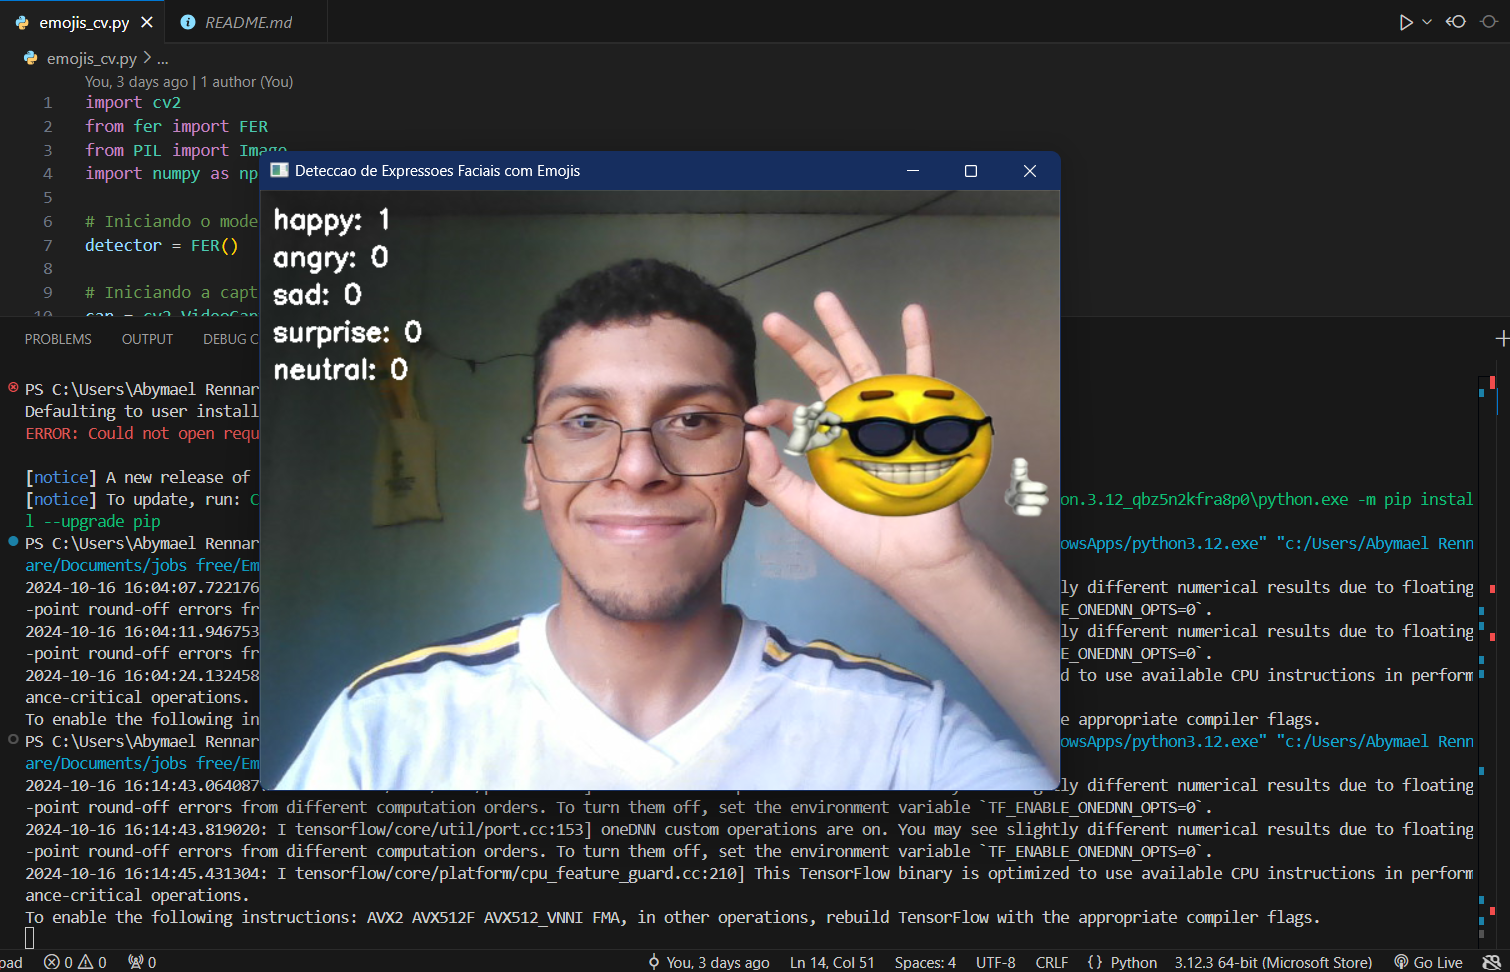 emojis_cv.py
README.md
emojis_cv.py > ...
You, 3 days ago | 1 author (You)
1 import cv2
2 from fer import FER
3 from PIL import Image
4 import numpy as np
5
6 # Iniciando o mode
7 detector = FER()
8
9 # Iniciando a capt
10 cap = cv2.VideoCap
Deteccao de Expressoes Faciais com Emojis
happy: 1
angry: 0
sad: 0
surprise: 0
neutral: 0
PROBLEMS OUTPUT DEBUG C
PS C:\Users\Abymael Rennar
Defaulting to user install
ERROR: Could not open requ
[notice] A new release of
[notice] To update, run: C on.3.12_qbz5n2kfra8p0\python.exe -m pip instal
l --upgrade pip
PS C:\Users\Abymael Rennar owsApps/python3.12.exe" "c:/Users/Abymael Renn
are/Documents/jobs free/Em
2024-10-16 16:04:07.722176 ly different numerical results due to floating
-point round-off errors fr E_ONEDNN_OPTS=0`.
2024-10-16 16:04:11.946753 ly different numerical results due to floating
-point round-off errors fr E_ONEDNN_OPTS=0`.
2024-10-16 16:04:24.132458 d to use available CPU instructions in perform
ance-critical operations.
To enable the following in e appropriate compiler flags.
PS C:\Users\Abymael Rennar owsApps/python3.12.exe" "c:/Users/Abymael Renn
are/Documents/jobs free/Em
2024-10-16 16:14:43.064087 ly different numerical results due to floating
-point round-off errors from different computation orders. To turn them off, set the environment variable `TF_ENABLE_ONEDNN_OPTS=0`.
2024-10-16 16:14:43.819020: I tensorflow/core/util/port.cc:153] oneDNN custom operations are on. You may see slightly different numerical results due to floating
-point round-off errors from different computation orders. To turn them off, set the environment variable `TF_ENABLE_ONEDNN_OPTS=0`.
2024-10-16 16:14:45.431304: I tensorflow/core/platform/cpu_feature_guard.cc:210] This TensorFlow binary is optimized to use available CPU instructions in perform
ance-critical operations.
To enable the following instructions: AVX2 AVX512F AVX512_VNNI FMA, in other operations, rebuild TensorFlow with the appropriate compiler flags.
pad 0 0 0 You, 3 days ago Ln 14, Col 51 Spaces: 4 UTF-8 CRLF {} Python 3.12.3 64-bit (Microsoft Store) Go Live